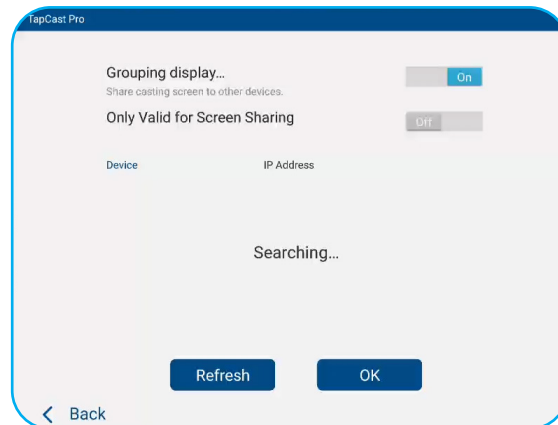 TapCast Pro
Grouping display...
On
Share casting screen to other devices.
Only Valid for Screen Sharing
Off
Device IP Address
Searching...
Refresh OK
Back